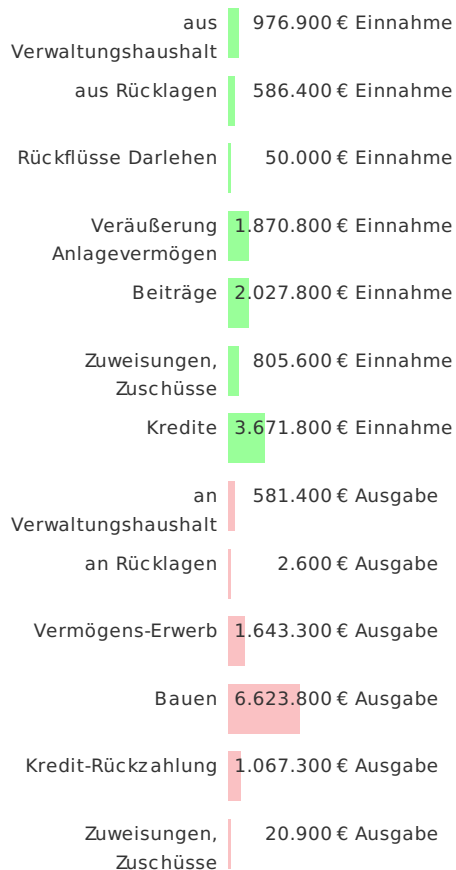 aus 976.900 € Einnahme
Verwaltungshaushalt
aus Rücklagen 586.400 € Einnahme
Rückflüsse Darlehen 50.000 € Einnahme
Veräußerung 1.870.800 € Einnahme
Anlagevermögen
Beiträge 2.027.800 € Einnahme
Zuweisungen, 805.600 € Einnahme
Zuschüsse
Kredite 3.671.800 € Einnahme
an 581.400 € Ausgabe
Verwaltungshaushalt
an Rücklagen 2.600 € Ausgabe
Vermögens-Erwerb 1.643.300 € Ausgabe
Bauen 6.623.800 € Ausgabe
Kredit-Rückzahlung 1.067.300 € Ausgabe
Zuweisungen, 20.900 € Ausgabe
Zuschüsse